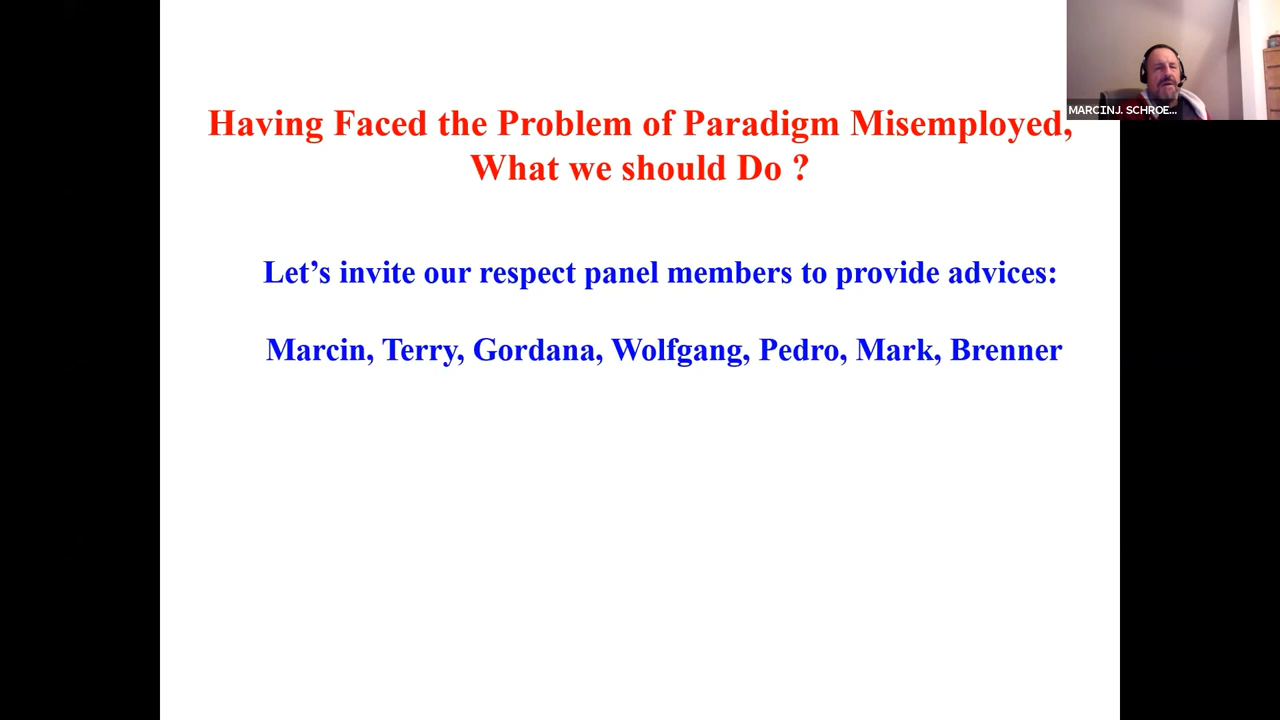 Having Faced the Problem of Paradigm Misemployed,
What we should Do ?
Let’s invite our respect panel members to provide advices:
Marcin, Terry, Gordana, Wolfgang, Pedro, Mark, Brenner
MARCIN J. SCHROE...